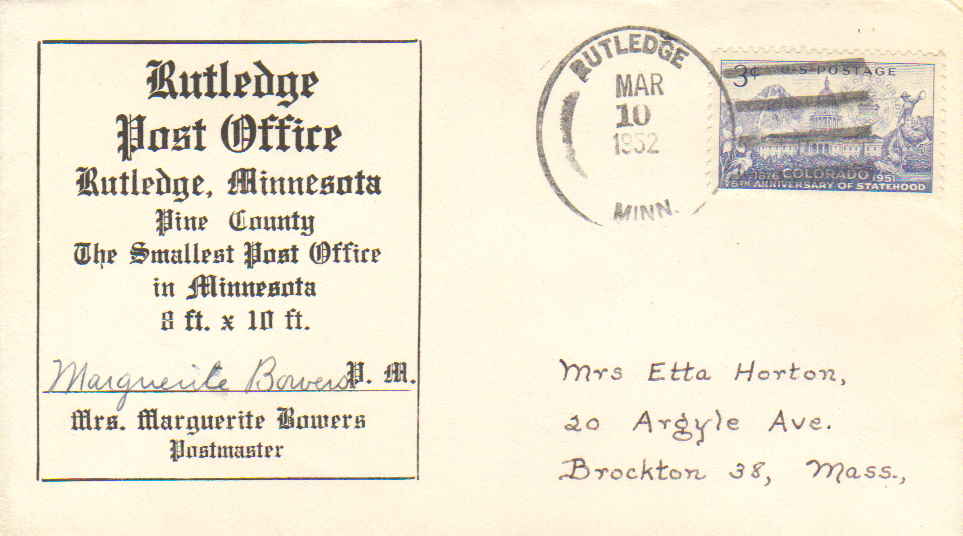 Rutledge
Post Office
Rutledge, Minnesota
Pine County
The Smallest Post Office
in Minnesota
8 ft. x 10 ft.
Marguerite Bowers P. M.
Mrs. Marguerite Bowers
Postmaster
RUTLEDGE
MAR
10
1952
MINN.
3¢ U·S·POSTAGE
1876 COLORADO 1951
75TH ANNIVERSARY OF STATEHOOD
Mrs Etta Horton,
20 Argyle Ave.
Brockton 38, Mass.,